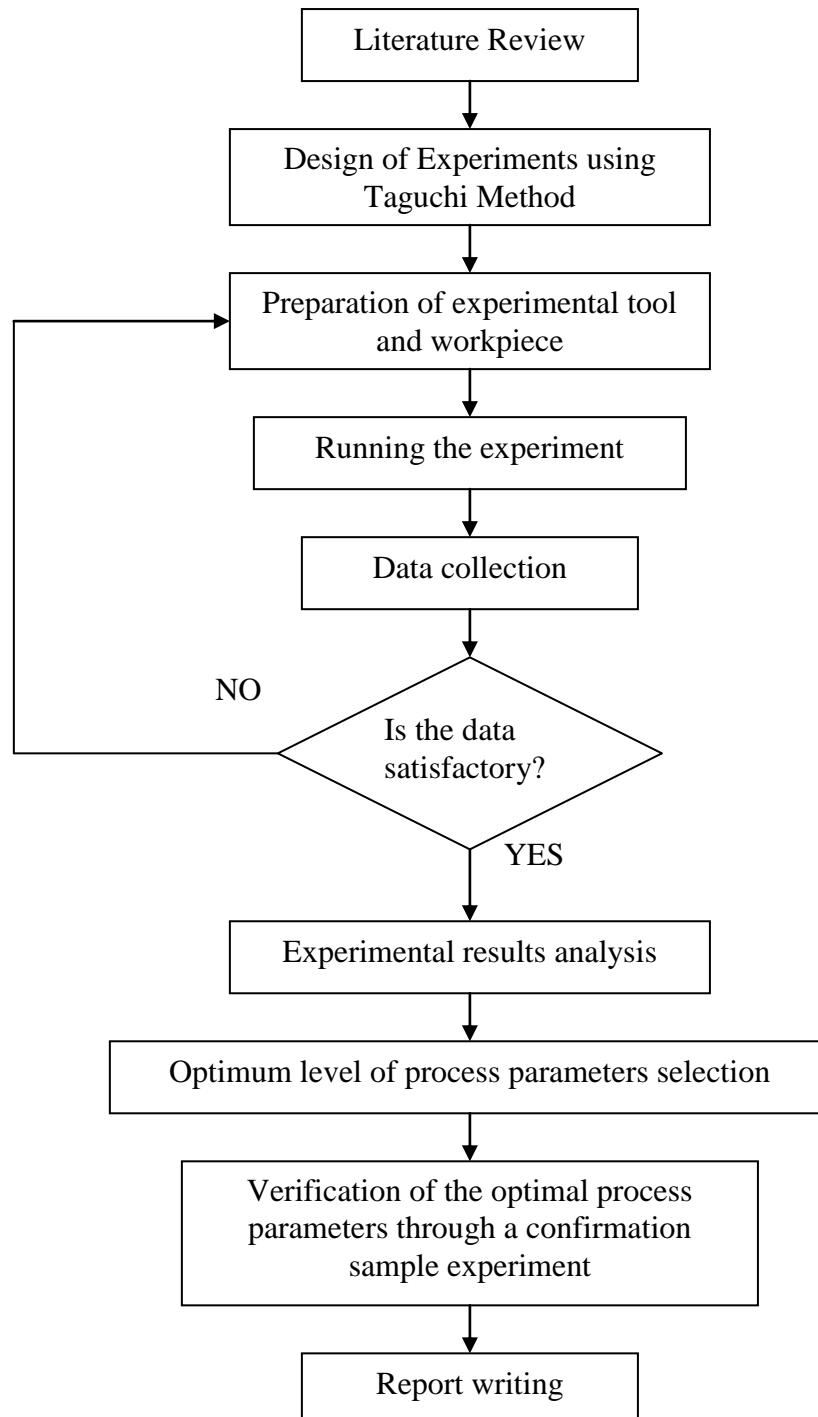 Literature Review
Design of Experiments using
Taguchi Method
Preparation of experimental tool
and workpiece
Running the experiment
Data collection
NO
Is the data
satisfactory?
YES
Experimental results analysis
Optimum level of process parameters selection
Verification of the optimal process
parameters through a confirmation
sample experiment
Report writing